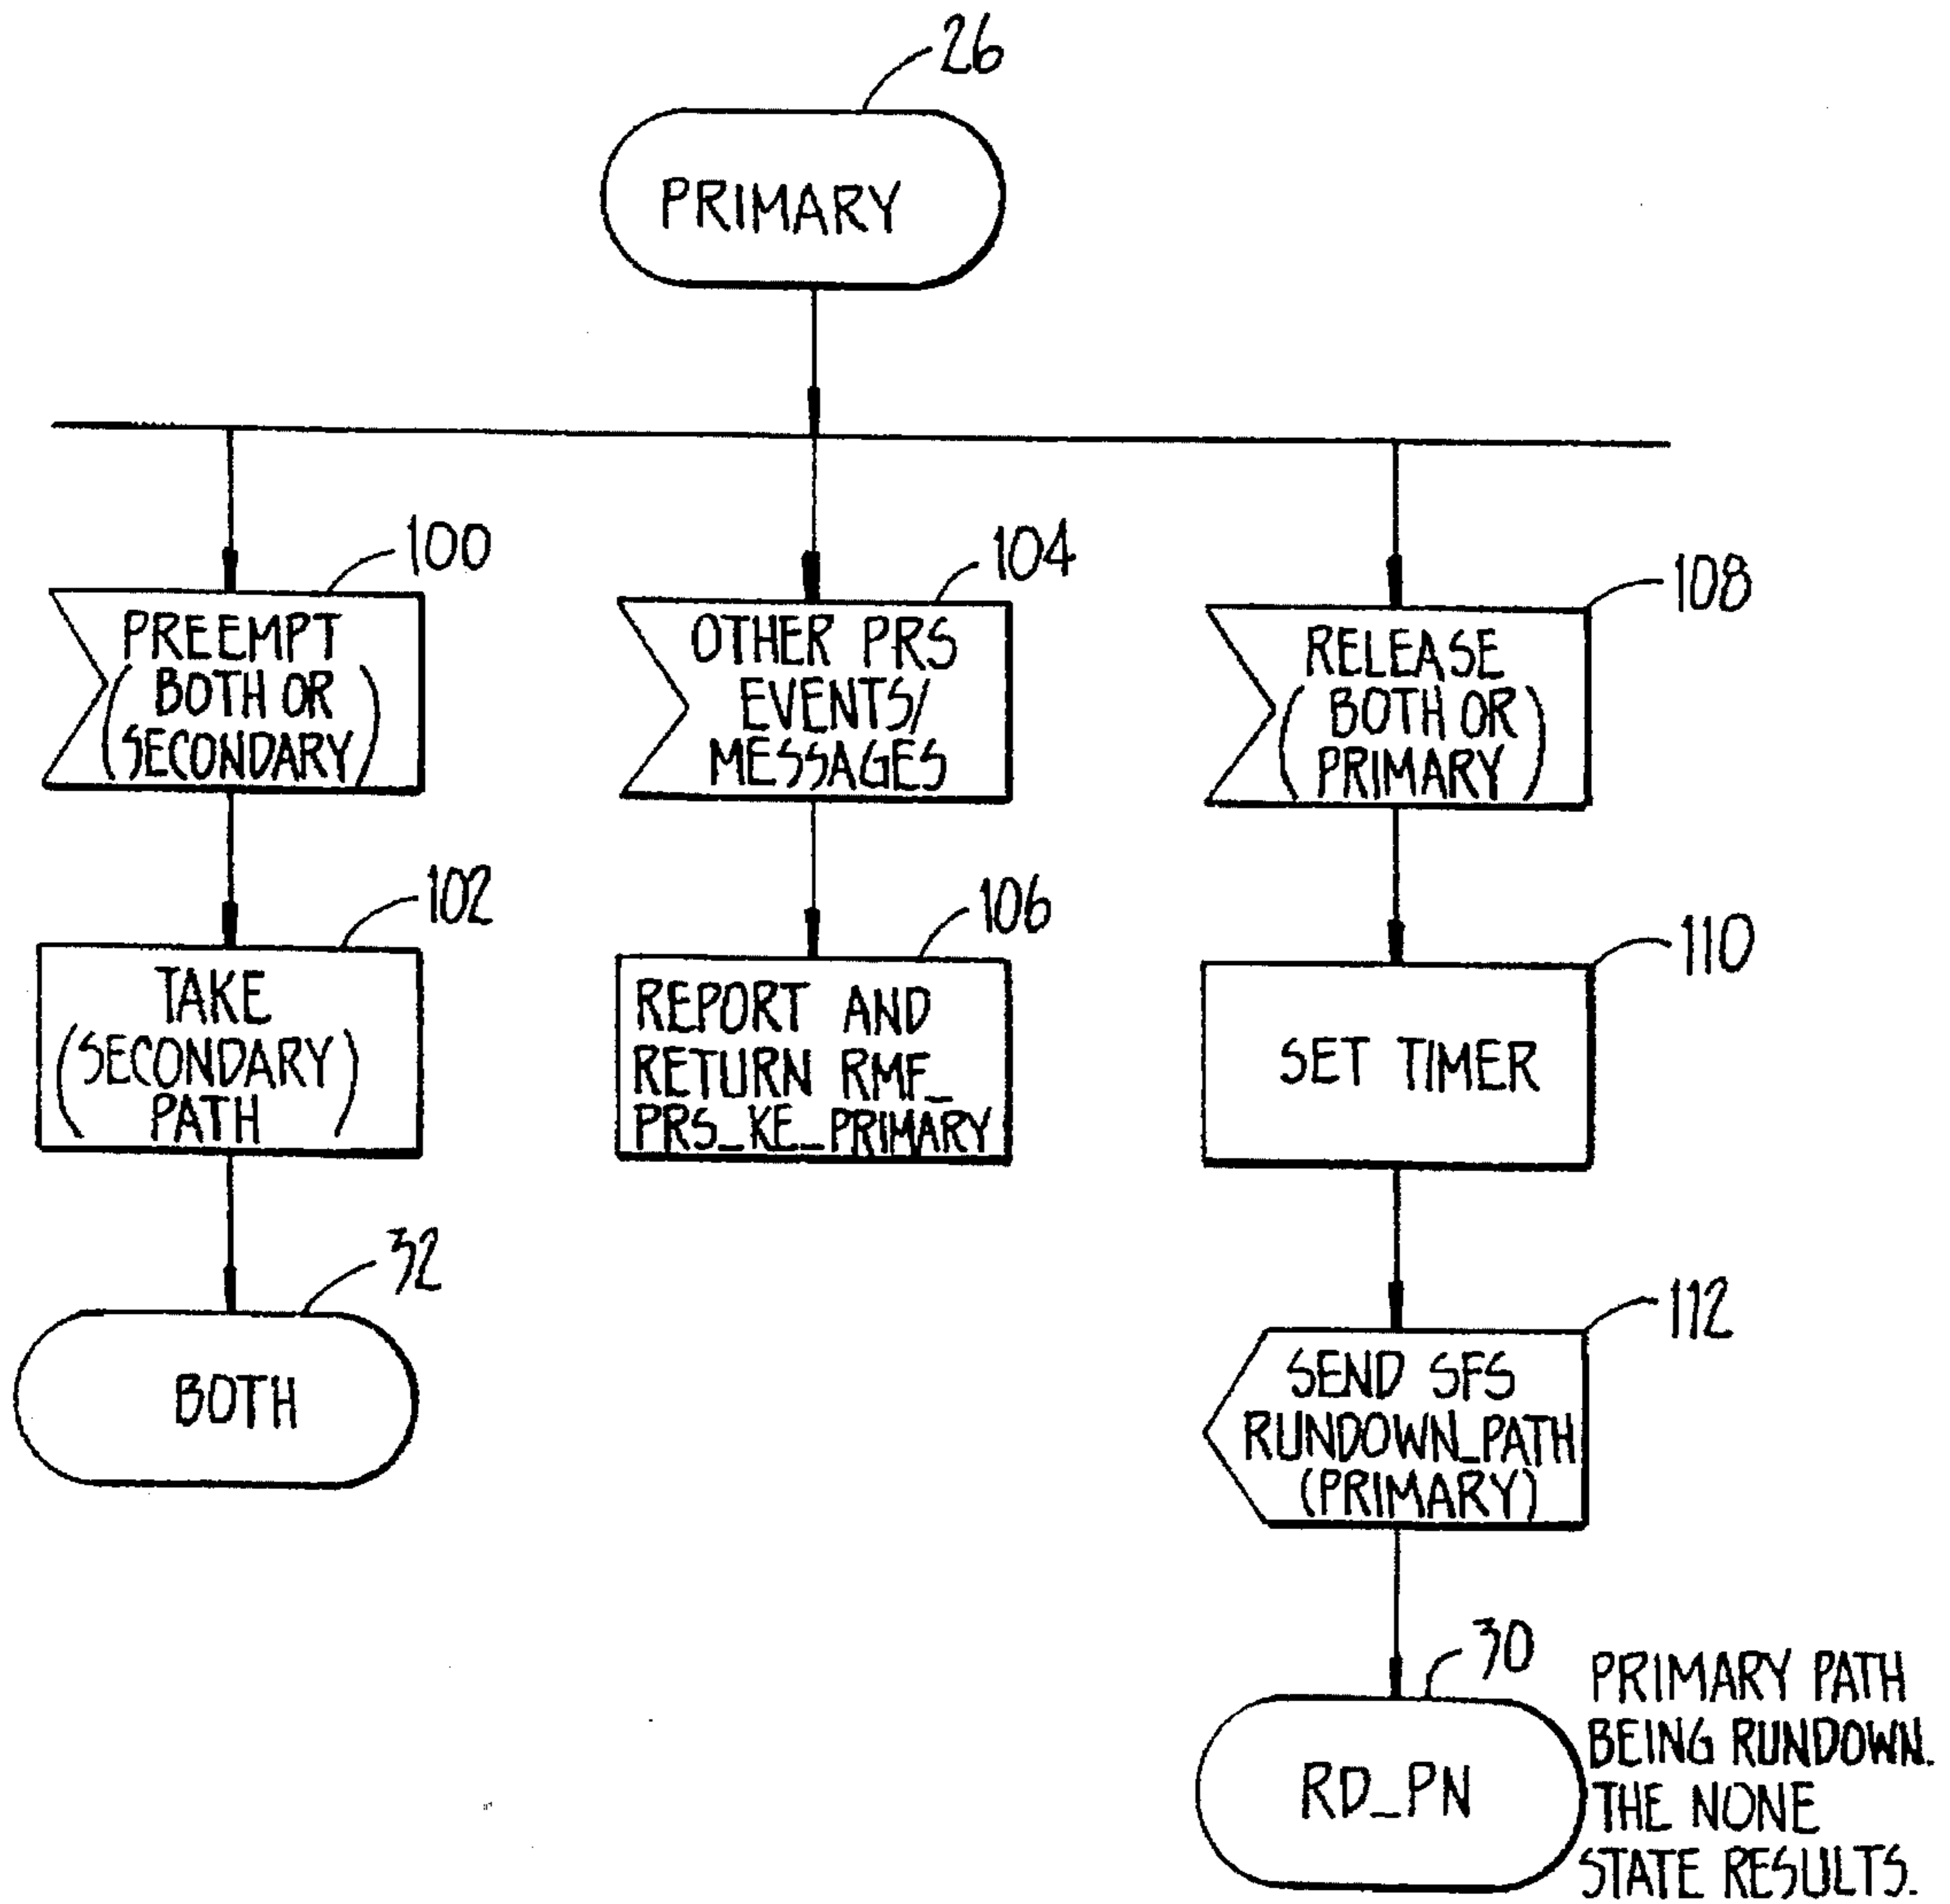 26
PRIMARY
100
PREEMPT
(BOTH OR
SECONDARY)
104
OTHER PRS
EVENTS/
MESSAGES
108
RELEASE
(BOTH OR
PRIMARY)
102
TAKE
(SECONDARY)
PATH
106
REPORT AND
RETURN RMF_
PRS_KE_PRIMARY
110
SET TIMER
32
BOTH
112
SEND SFS
RUNDOWN_PATH
(PRIMARY)
30
RD_PN
PRIMARY PATH
BEING RUNDOWN.
THE NONE
STATE RESULTS.